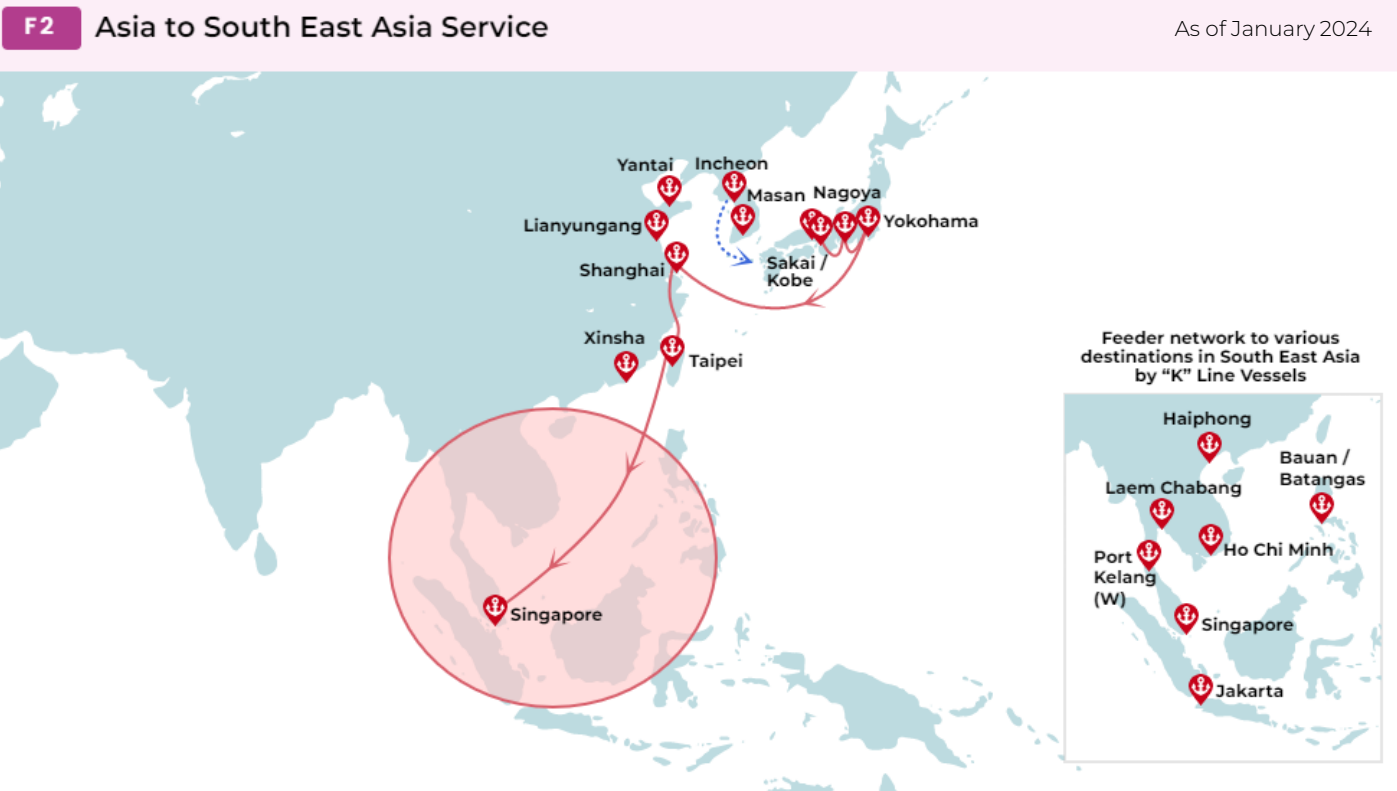 F2
Asia to South East Asia Service
As of January 2024
Yantai
Incheon
Masan
Nagoya
Lianyungang
Yokohama
Shanghai
Sakai /
Kobe
Xinsha
Taipei
Singapore
Feeder network to various
destinations in South East Asia
by “K” Line Vessels
Haiphong
Bauan /
Batangas
Laem Chabang
Ho Chi Minh
Port
Kelang
(W)
Singapore
Jakarta